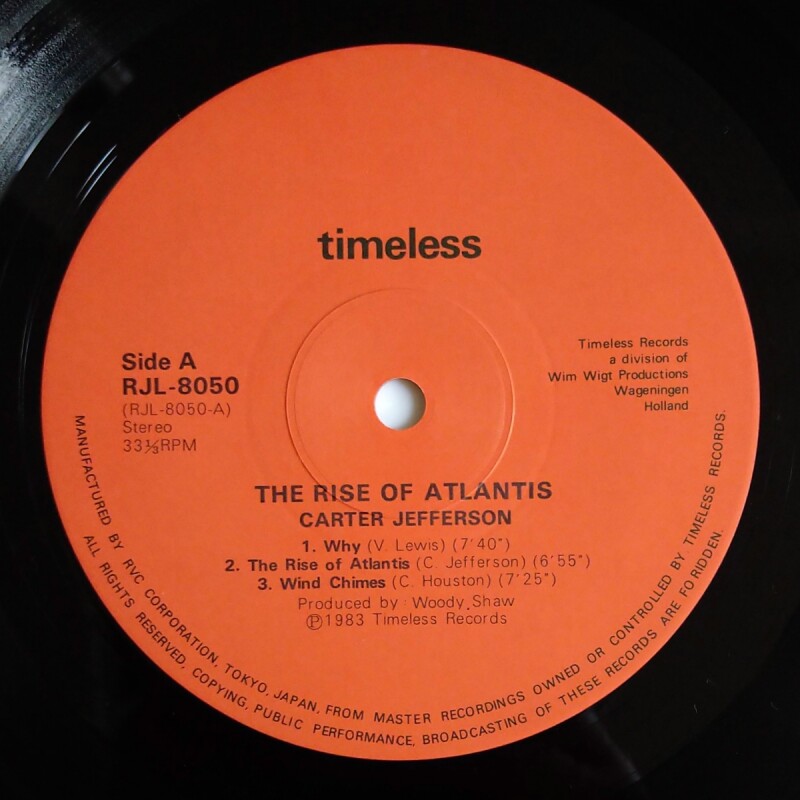 timeless
Side A
RJL-8050
(RJL-8050-A)
Stereo
33⅓RPM
Timeless Records
a division of
Wim Wigt Productions
Wageningen
Holland
THE RISE OF ATLANTIS
CARTER JEFFERSON
1. Why (V. Lewis) (7'40")
2. The Rise of Atlantis (C. Jefferson) (6'55")
3. Wind Chimes (C. Houston) (7'25")
Produced by : Woody Shaw
℗1983 Timeless Records
MANUFACTURED BY RVC CORPORATION, TOKYO, JAPAN, FROM MASTER RECORDINGS OWNED OR CONTROLLED BY TIMELESS RECORDS.
ALL RIGHTS RESERVED, COPYING, PUBLIC PERFORMANCE, BROADCASTING OF THESE RECORDS ARE FO RIDDEN.